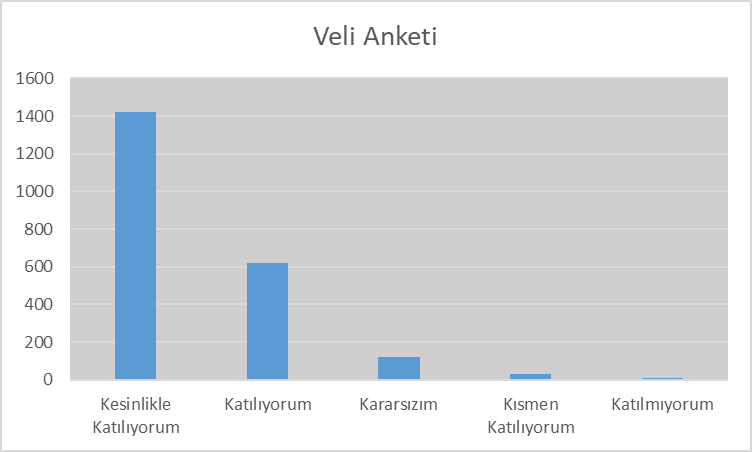 Veli Anketi
1600
1400
1200
1000
800
600
400
200
0
Kesinlikle
Katılıyorum
Katılıyorum
Kararsızım
Kısmen
Katılıyorum
Katılmıyorum